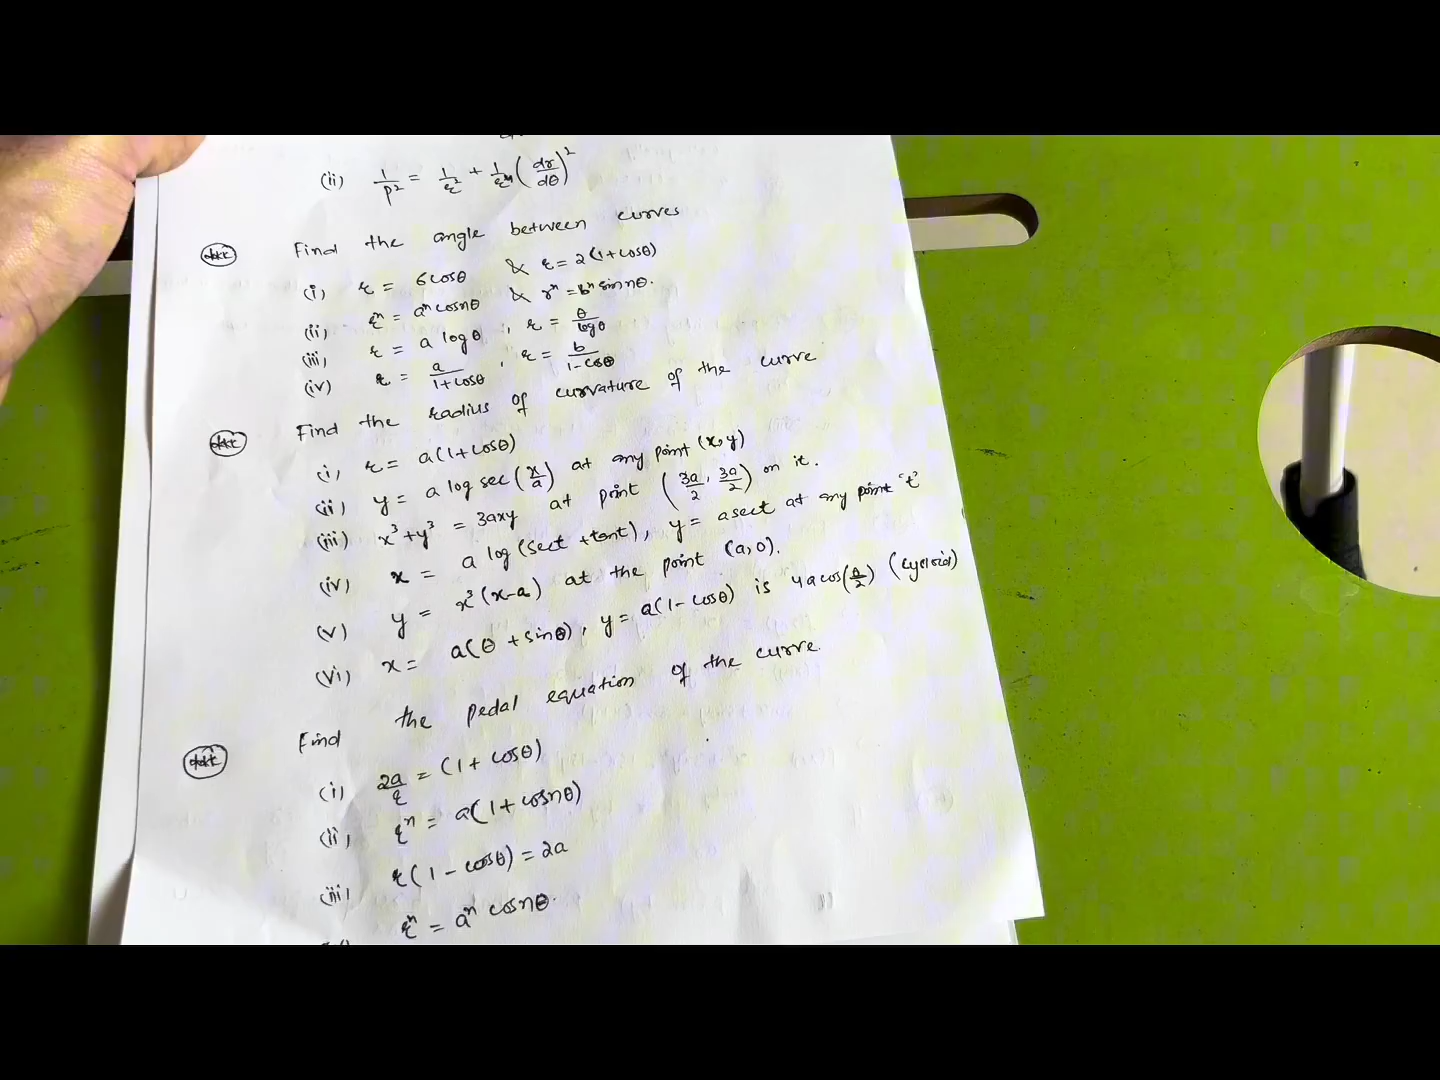 (ii) 1/p² = 1/r² + 1/r⁴ (dr/dθ)²
Find the angle between curves
(i) r = 6cosθ & r = 2(1+cosθ)
(ii) rⁿ = aⁿ cosnθ & rⁿ = bⁿ sin nθ.
(iii) r = a logθ, r = θ/logθ
(iv) r = a/(1+cosθ), r = b/(1-cosθ)
Find the radius of curvature of the curve
(i) r = a(1+cosθ)
(ii) y = a log sec(x/a) at any point (x,y)
(iii) x³+y³ = 3axy at point (3a/2, 3a/2) on it.
(iv) x = a log(sect + tant), y = a sect at any point 't'
(v) y = x³(x-a) at the point (a,0).
(vi) x = a(θ + sinθ), y = a(1-cosθ) is 4a cos(θ/2) (cycloid)
Find the pedal equation of the curve.
(i) 2a/r = (1+cosθ)
(ii) rⁿ = a(1+cosnθ)
(iii) r(1-cosθ) = 2a
rⁿ = aⁿ cosnθ.